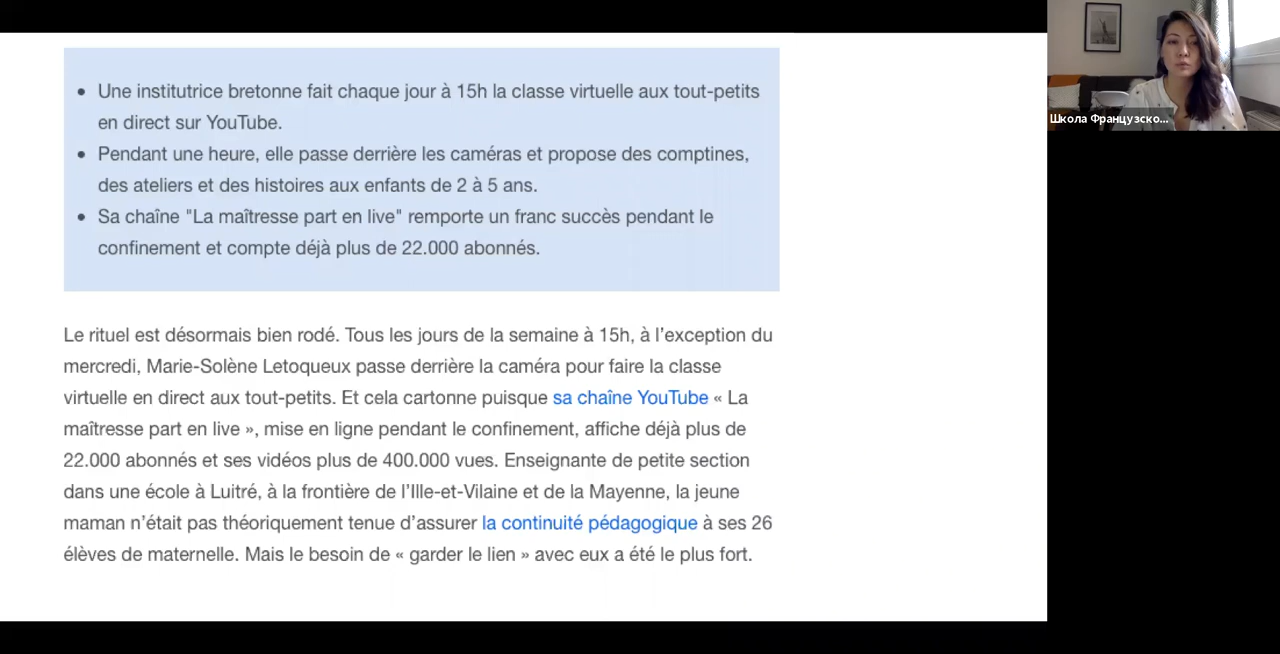 Une institutrice bretonne fait chaque jour à 15h la classe virtuelle aux tout-petits
en direct sur YouTube.
Pendant une heure, elle passe derrière les caméras et propose des comptines,
des ateliers et des histoires aux enfants de 2 à 5 ans.
Sa chaîne "La maîtresse part en live" remporte un franc succès pendant le
confinement et compte déjà plus de 22.000 abonnés.
Le rituel est désormais bien rodé. Tous les jours de la semaine à 15h, à l’exception du
mercredi, Marie-Solène Letoqueux passe derrière la caméra pour faire la classe
virtuelle en direct aux tout-petits. Et cela cartonne puisque sa chaîne YouTube « La
maîtresse part en live », mise en ligne pendant le confinement, affiche déjà plus de
22.000 abonnés et ses vidéos plus de 400.000 vues. Enseignante de petite section
dans une école à Luitré, à la frontière de l’Ille-et-Vilaine et de la Mayenne, la jeune
maman n’était pas théoriquement tenue d’assurer la continuité pédagogique à ses 26
élèves de maternelle. Mais le besoin de « garder le lien » avec eux a été le plus fort.
Школа Французско...